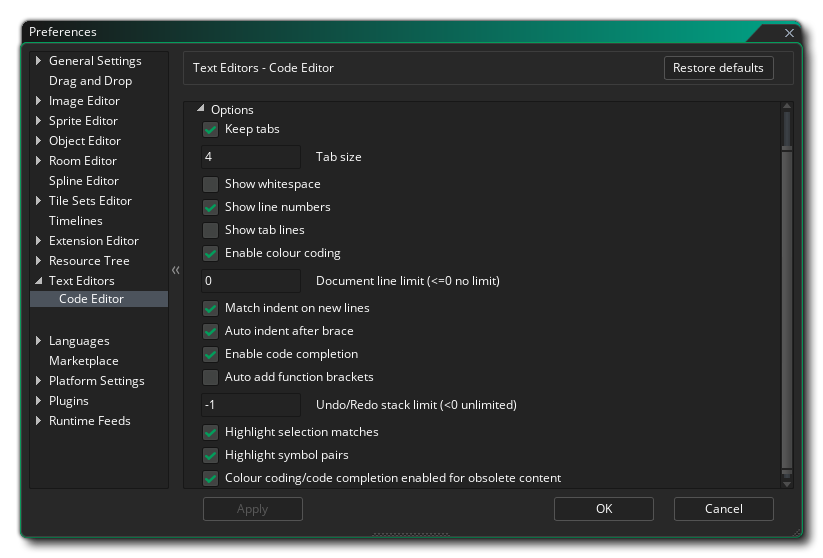 Preferences
General Settings
Drag and Drop
Image Editor
Sprite Editor
Object Editor
Room Editor
Spline Editor
Tile Sets Editor
Timelines
Extension Editor
Resource Tree
Text Editors
Code Editor
Languages
Marketplace
Platform Settings
Plugins
Runtime Feeds
Text Editors - Code Editor
Restore defaults
Options
Keep tabs
4 Tab size
Show whitespace
Show line numbers
Show tab lines
Enable colour coding
0 Document line limit (<=0 no limit)
Match indent on new lines
Auto indent after brace
Enable code completion
Auto add function brackets
-1 Undo/Redo stack limit (<0 unlimited)
Highlight selection matches
Highlight symbol pairs
Colour coding/code completion enabled for obsolete content
Apply
OK
Cancel